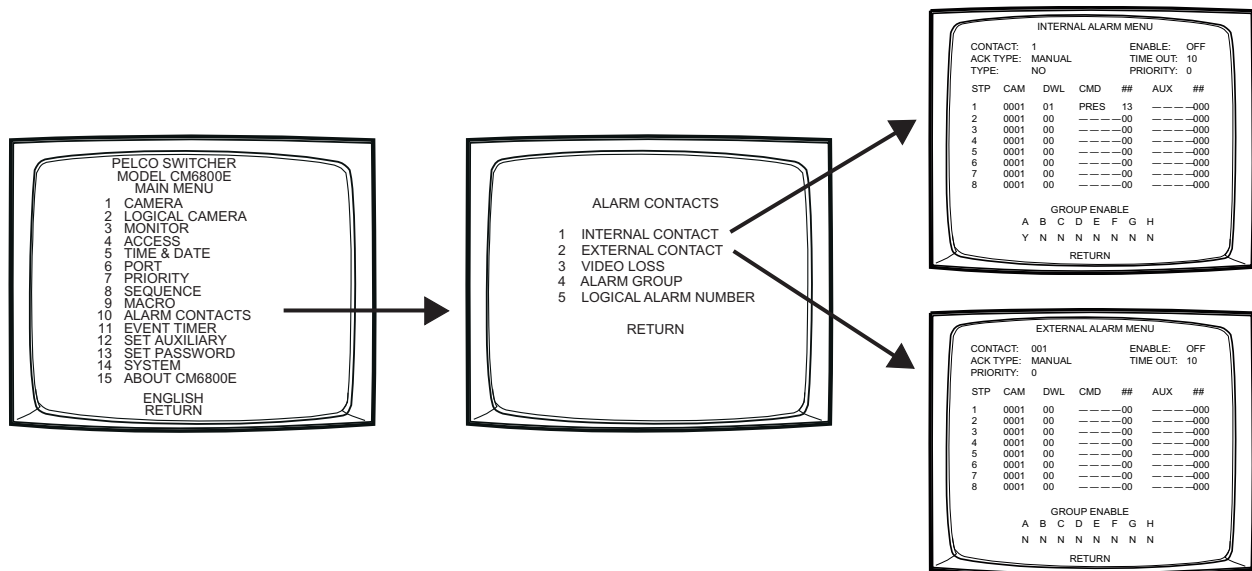 PELCO SWITCHER
MODEL CM6800E
MAIN MENU
1 CAMERA
2 LOGICAL CAMERA
3 MONITOR
4 ACCESS
5 TIME & DATE
6 PORT
7 PRIORITY
8 SEQUENCE
9 MACRO
10 ALARM CONTACTS
11 EVENT TIMER
12 SET AUXILIARY
13 SET PASSWORD
14 SYSTEM
15 ABOUT CM6800E
ENGLISH
RETURN
ALARM CONTACTS
1 INTERNAL CONTACT
2 EXTERNAL CONTACT
3 VIDEO LOSS
4 ALARM GROUP
5 LOGICAL ALARM NUMBER
RETURN
INTERNAL ALARM MENU
CONTACT: 1 ENABLE: OFF
ACK TYPE: MANUAL TIME OUT: 10
TYPE: NO PRIORITY: 0
STP CAM DWL CMD ## AUX ##
1 0001 01 PRES 13 ————000
2 0001 00 ————00 ————000
3 0001 00 ————00 ————000
4 0001 00 ————00 ————000
5 0001 00 ————00 ————000
6 0001 00 ————00 ————000
7 0001 00 ————00 ————000
8 0001 00 ————00 ————000
GROUP ENABLE
A B C D E F G H
Y N N N N N N N
RETURN
EXTERNAL ALARM MENU
CONTACT: 001 ENABLE: OFF
ACK TYPE: MANUAL TIME OUT: 10
PRIORITY: 0
STP CAM DWL CMD ## AUX ##
1 0001 00 ————00 ————000
2 0001 00 ————00 ————000
3 0001 00 ————00 ————000
4 0001 00 ————00 ————000
5 0001 00 ————00 ————000
6 0001 00 ————00 ————000
7 0001 00 ————00 ————000
8 0001 00 ————00 ————000
GROUP ENABLE
A B C D E F G H
N N N N N N N N
RETURN